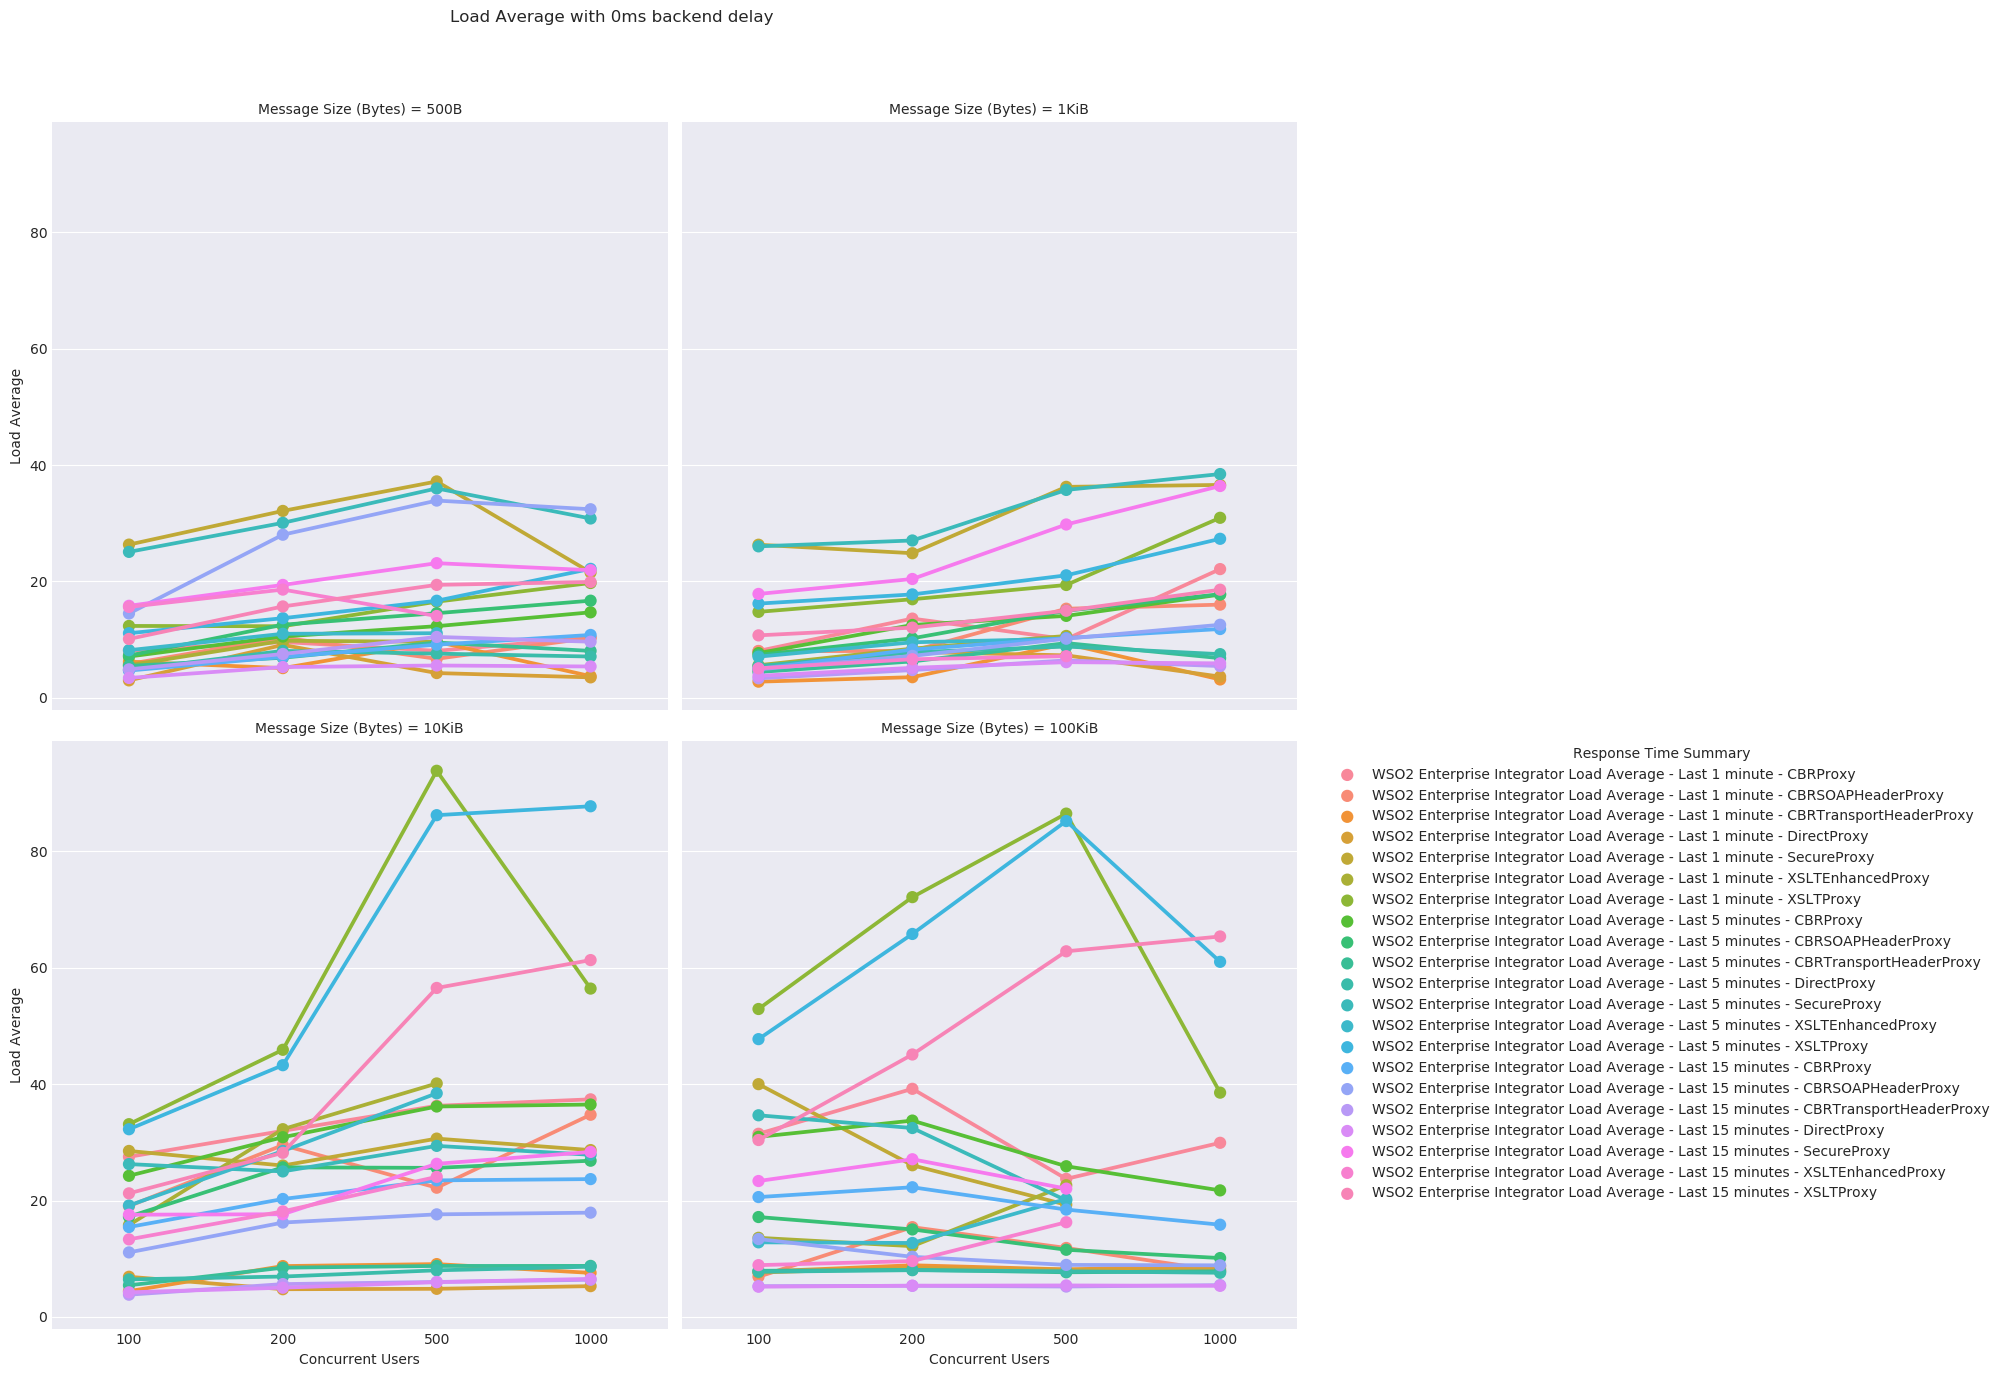 Load Average with 0ms backend delay
Message Size (Bytes) = 500B
Message Size (Bytes) = 1KiB
80
60
40
20
0
Load Average
Message Size (Bytes) = 10KiB
Message Size (Bytes) = 100KiB
80
60
40
20
0
Load Average
100 200 500 1000
Concurrent Users
100 200 500 1000
Concurrent Users
Response Time Summary
WSO2 Enterprise Integrator Load Average - Last 1 minute - CBRProxy
WSO2 Enterprise Integrator Load Average - Last 1 minute - CBRSOAPHeaderProxy
WSO2 Enterprise Integrator Load Average - Last 1 minute - CBRTransportHeaderProxy
WSO2 Enterprise Integrator Load Average - Last 1 minute - DirectProxy
WSO2 Enterprise Integrator Load Average - Last 1 minute - SecureProxy
WSO2 Enterprise Integrator Load Average - Last 1 minute - XSLTEnhancedProxy
WSO2 Enterprise Integrator Load Average - Last 1 minute - XSLTProxy
WSO2 Enterprise Integrator Load Average - Last 5 minutes - CBRProxy
WSO2 Enterprise Integrator Load Average - Last 5 minutes - CBRSOAPHeaderProxy
WSO2 Enterprise Integrator Load Average - Last 5 minutes - CBRTransportHeaderProxy
WSO2 Enterprise Integrator Load Average - Last 5 minutes - DirectProxy
WSO2 Enterprise Integrator Load Average - Last 5 minutes - SecureProxy
WSO2 Enterprise Integrator Load Average - Last 5 minutes - XSLTEnhancedProxy
WSO2 Enterprise Integrator Load Average - Last 5 minutes - XSLTProxy
WSO2 Enterprise Integrator Load Average - Last 15 minutes - CBRProxy
WSO2 Enterprise Integrator Load Average - Last 15 minutes - CBRSOAPHeaderProxy
WSO2 Enterprise Integrator Load Average - Last 15 minutes - CBRTransportHeaderProxy
WSO2 Enterprise Integrator Load Average - Last 15 minutes - DirectProxy
WSO2 Enterprise Integrator Load Average - Last 15 minutes - SecureProxy
WSO2 Enterprise Integrator Load Average - Last 15 minutes - XSLTEnhancedProxy
WSO2 Enterprise Integrator Load Average - Last 15 minutes - XSLTProxy